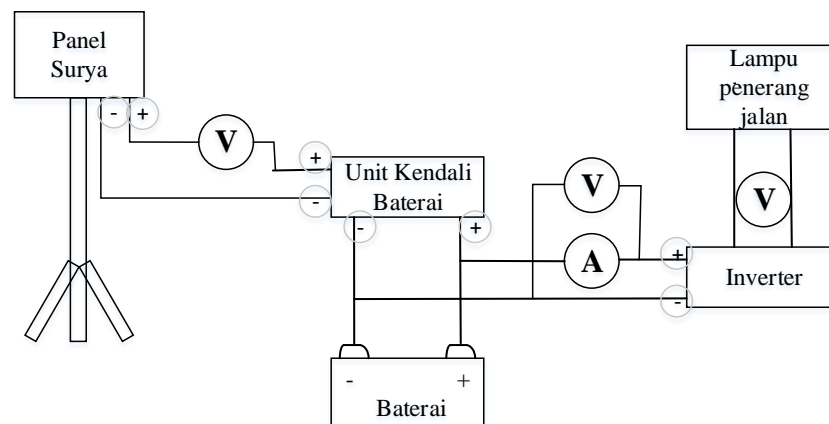 Panel
Surya
- +
V
+
-
Unit Kendali
Baterai
- +
V
A
+
-
Lampu
penerang
jalan
V
Inverter
- +
Baterai